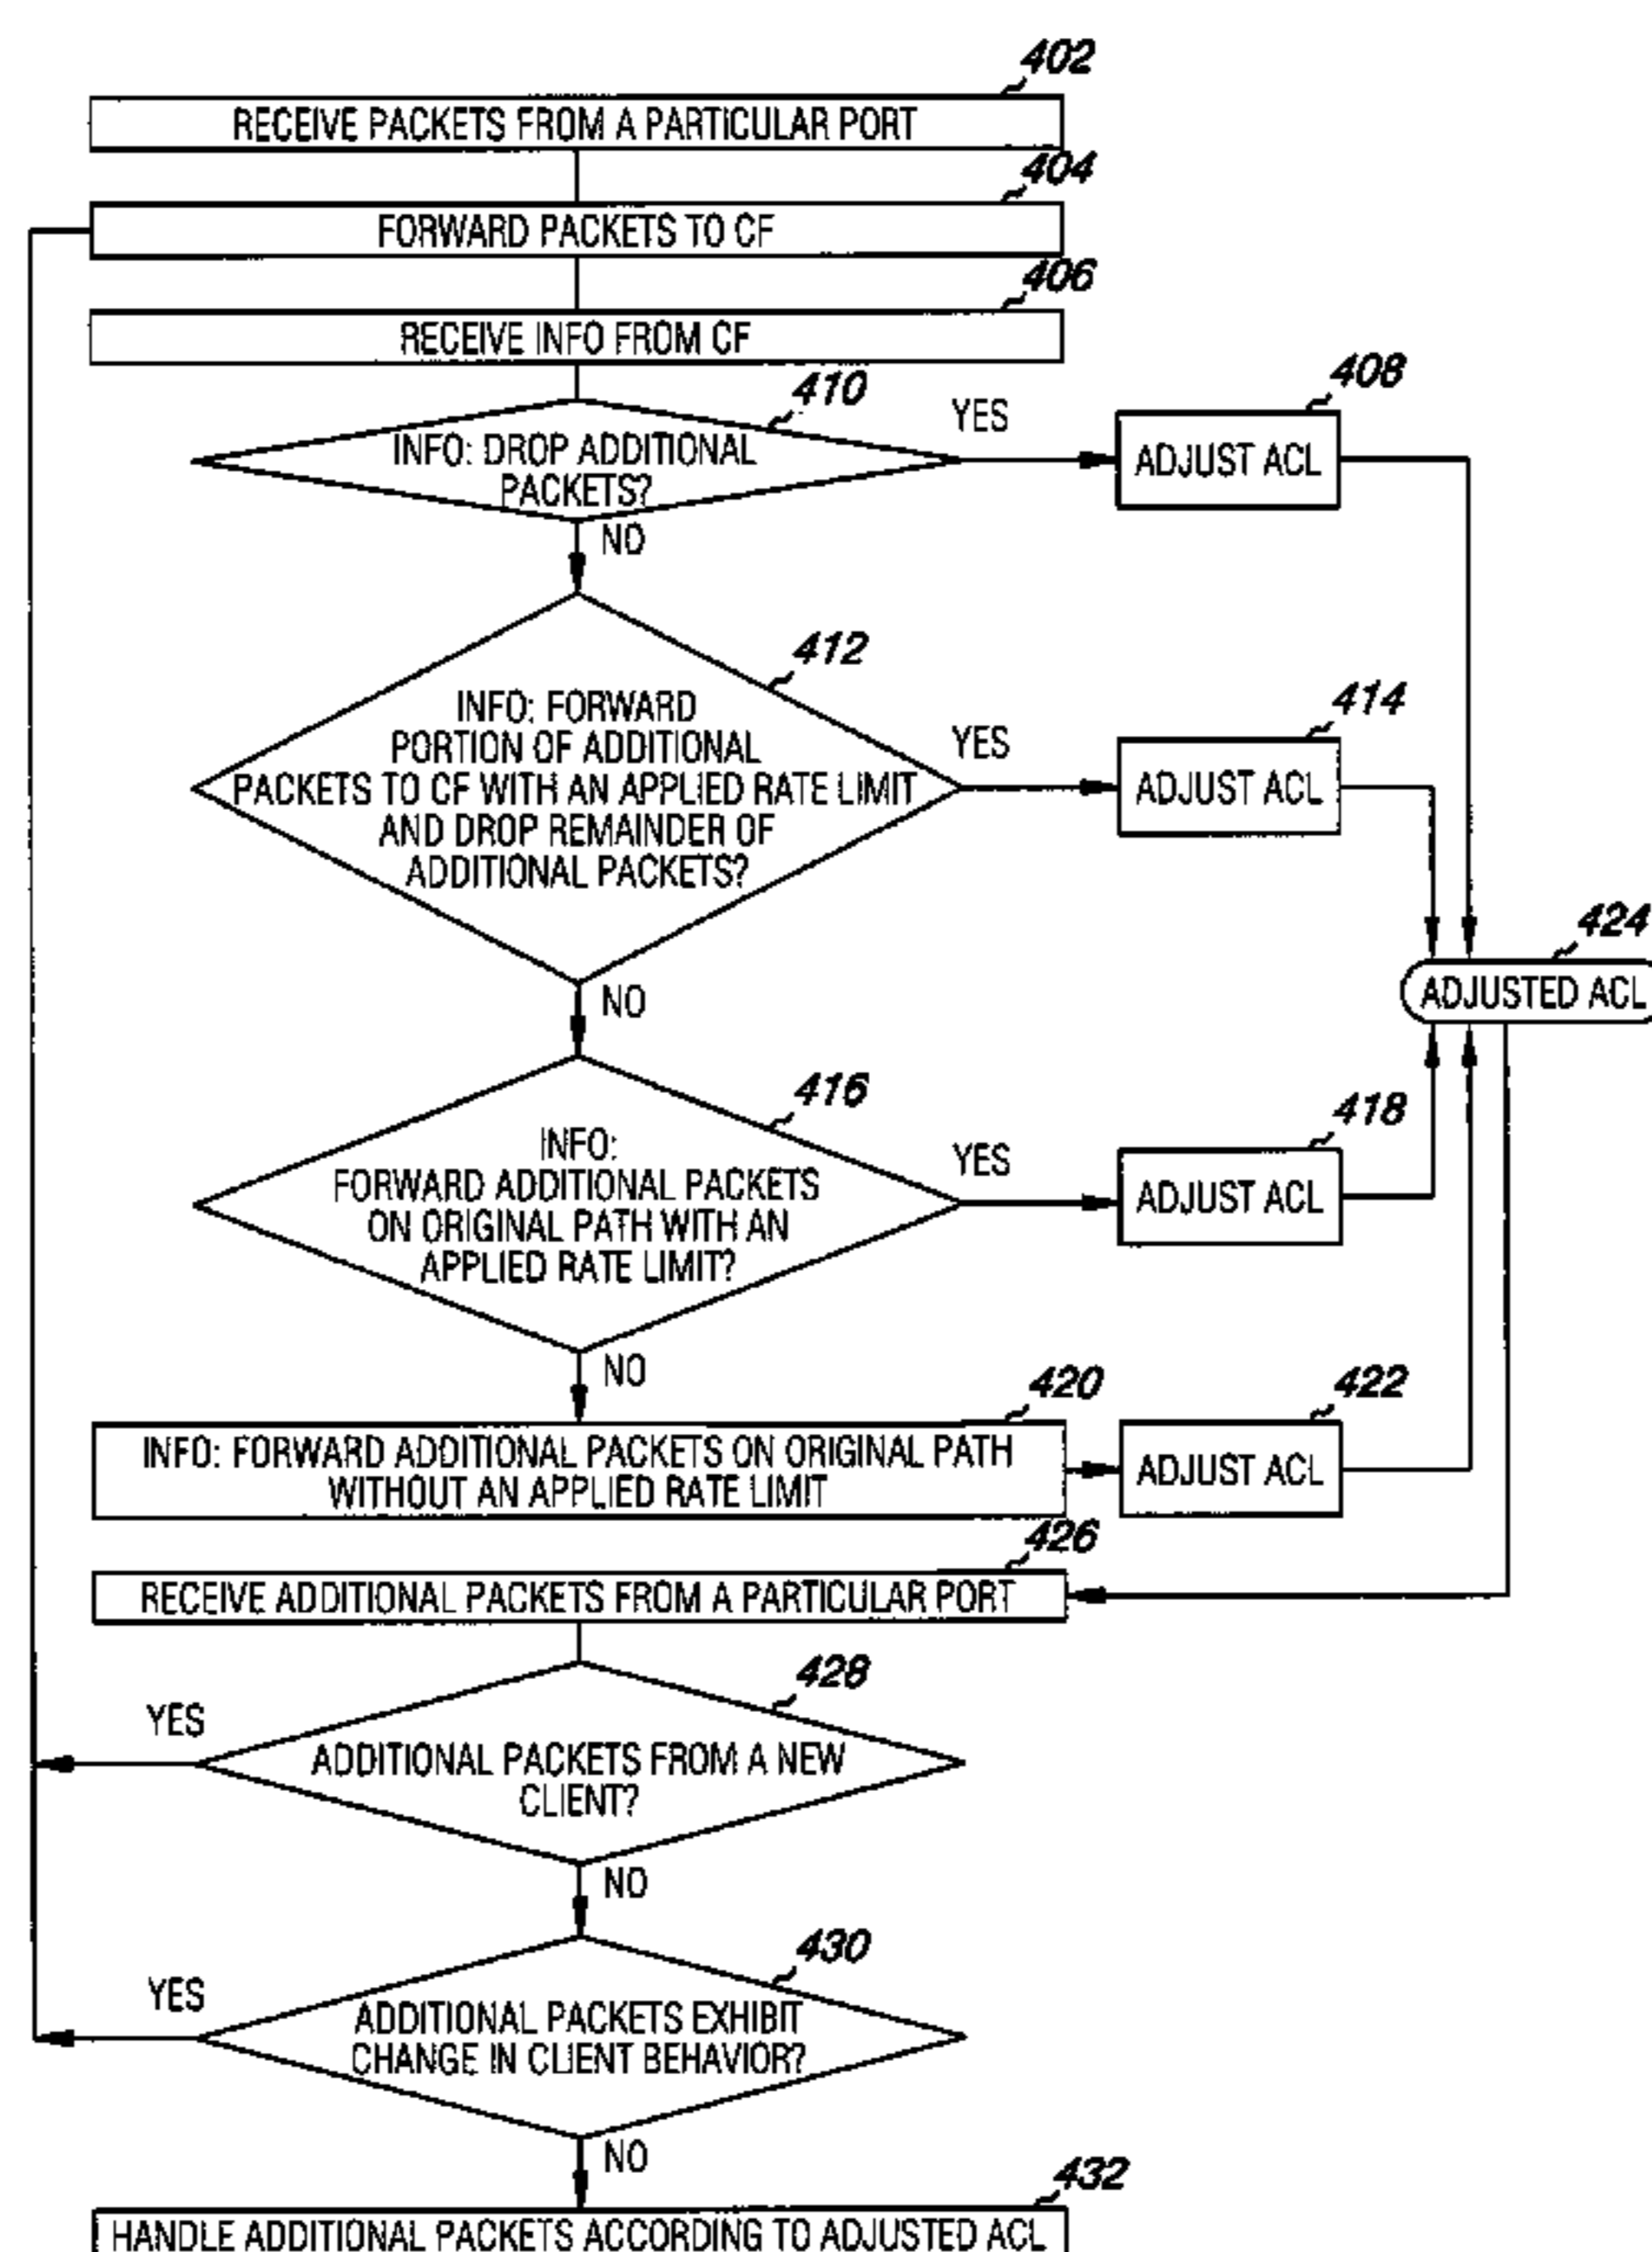 402
RECEIVE PACKETS FROM A PARTICULAR PORT
404
FORWARD PACKETS TO CF
406
RECEIVE INFO FROM CF
410
INFO: DROP ADDITIONAL
PACKETS?
YES
408
ADJUST ACL
NO
412
INFO: FORWARD
PORTION OF ADDITIONAL
PACKETS TO CF WITH AN APPLIED RATE LIMIT
AND DROP REMAINDER OF
ADDITIONAL PACKETS?
YES
414
ADJUST ACL
424
ADJUSTED ACL
NO
416
INFO:
FORWARD ADDITIONAL PACKETS
ON ORIGINAL PATH WITH AN
APPLIED RATE LIMIT?
YES
418
ADJUST ACL
NO
420
INFO: FORWARD ADDITIONAL PACKETS ON ORIGINAL PATH
WITHOUT AN APPLIED RATE LIMIT
422
ADJUST ACL
426
RECEIVE ADDITIONAL PACKETS FROM A PARTICULAR PORT
428
YES
ADDITIONAL PACKETS FROM A NEW
CLIENT?
NO
430
YES
ADDITIONAL PACKETS EXHIBIT
CHANGE IN CLIENT BEHAVIOR?
NO
432
HANDLE ADDITIONAL PACKETS ACCORDING TO ADJUSTED ACL